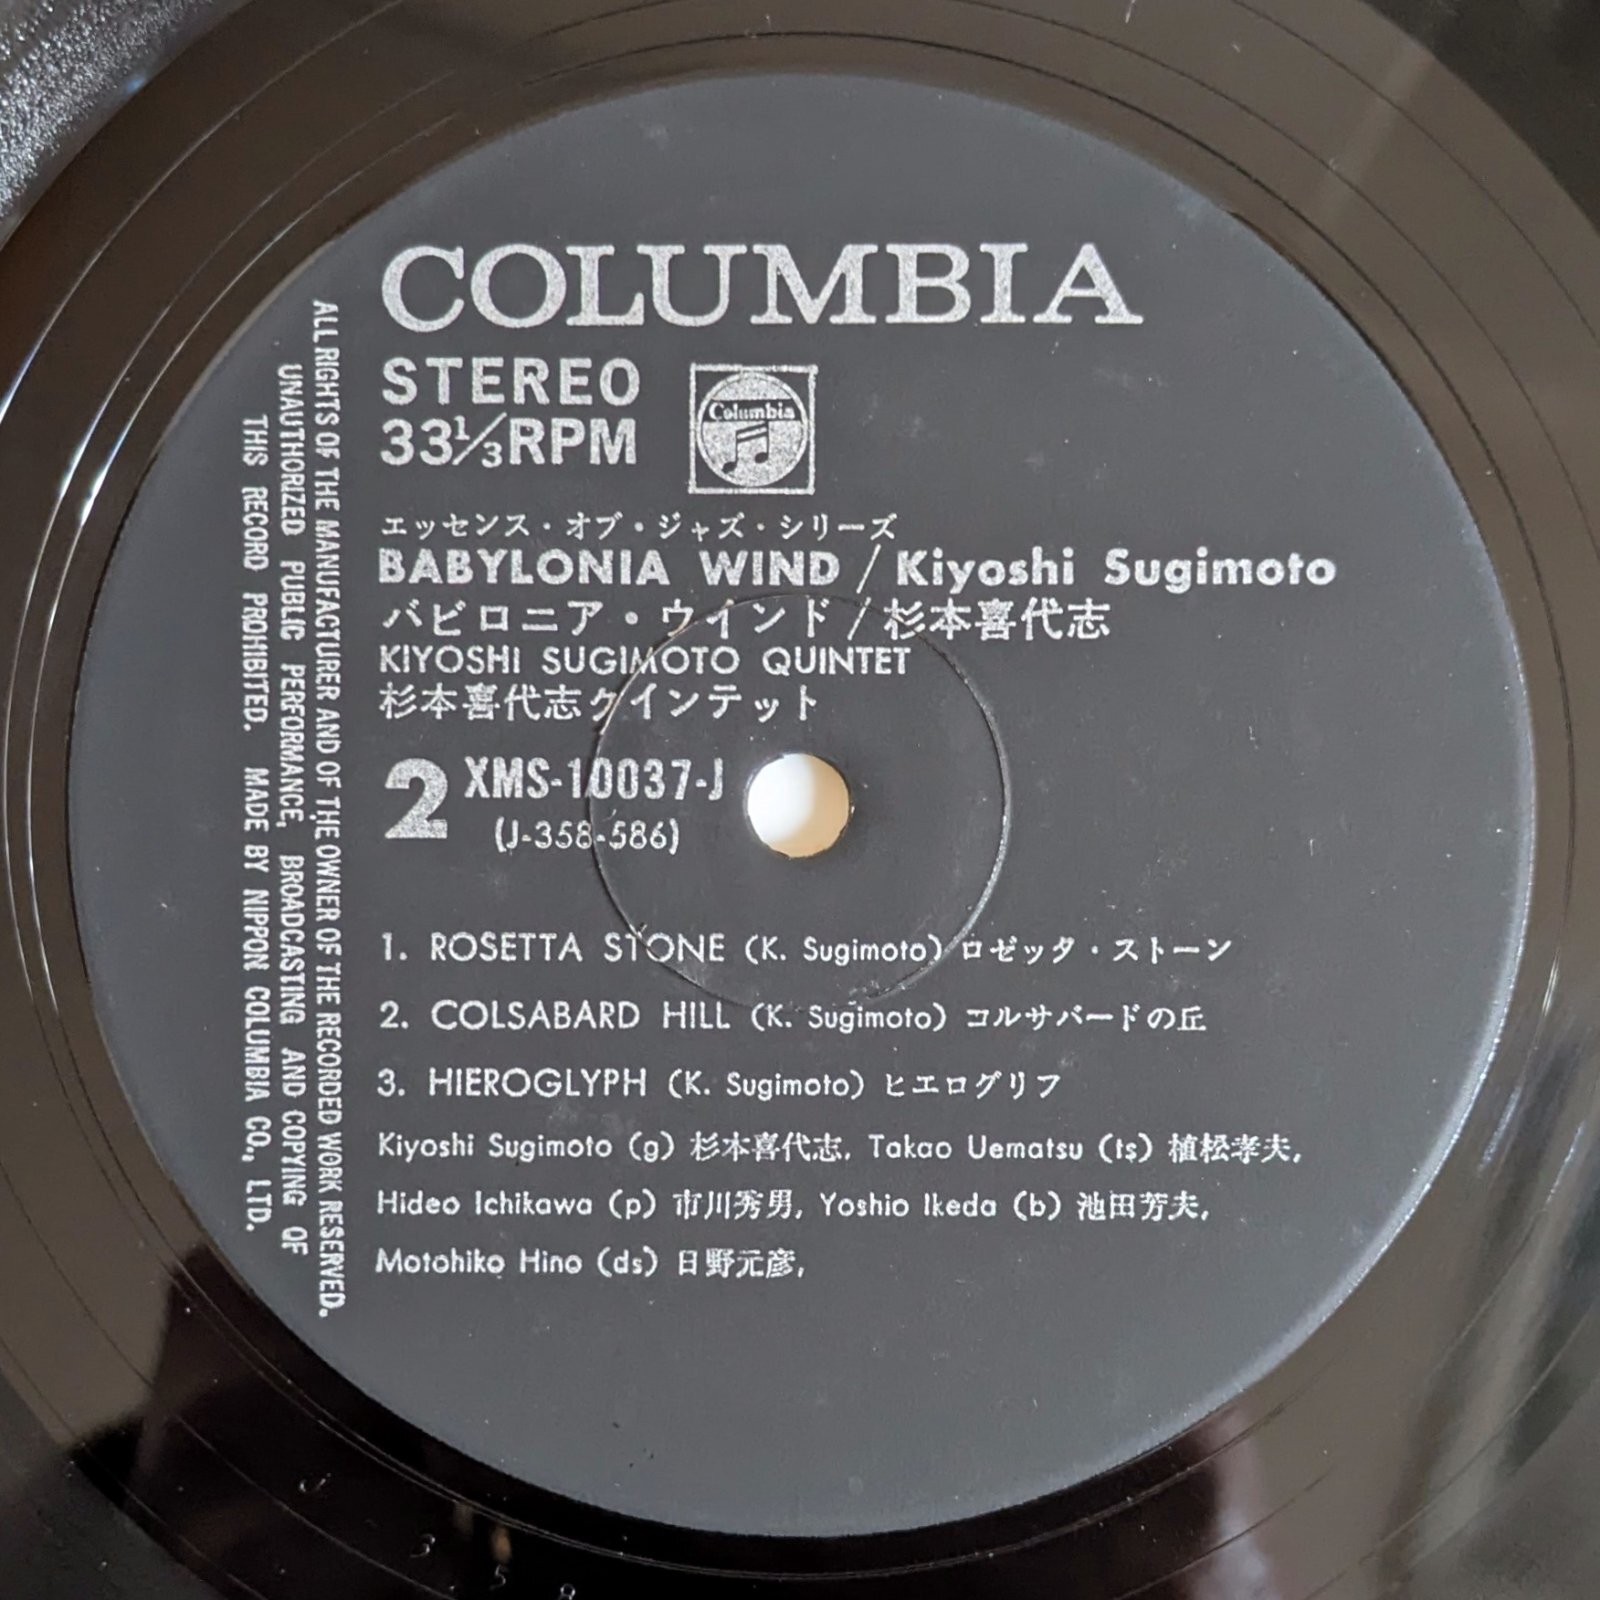 COLUMBIA
STEREO
33⅓RPM
Columbia
エッセンス・オブ・ジャズ・シリーズ
BABYLONIA WIND / Kiyoshi Sugimoto
バビロニア・ウインド / 杉本喜代志
KIYOSHI SUGIMOTO QUINTET
杉本喜代志クインテット
2 XMS-10037-J
(J-358-586)
1. ROSETTA STONE (K. Sugimoto) ロゼッタ・ストーン
2. COLSABARD HILL (K. Sugimoto) コルサバードの丘
3. HIEROGLYPH (K. Sugimoto) ヒエログリフ
Kiyoshi Sugimoto (g) 杉本喜代志, Takao Uematsu (ts) 植松孝夫,
Hideo Ichikawa (p) 市川秀男, Yoshio Ikeda (b) 池田芳夫,
Motohiko Hino (ds) 日野元彦,
ALL RIGHTS OF THE MANUFACTURER AND OF THE OWNER OF THE RECORDED WORK RESERVED.
UNAUTHORIZED PUBLIC PERFORMANCE, BROADCASTING AND COPYING OF
THIS RECORD PROHIBITED. MADE BY NIPPON COLUMBIA CO., LTD.
J 3 5 8